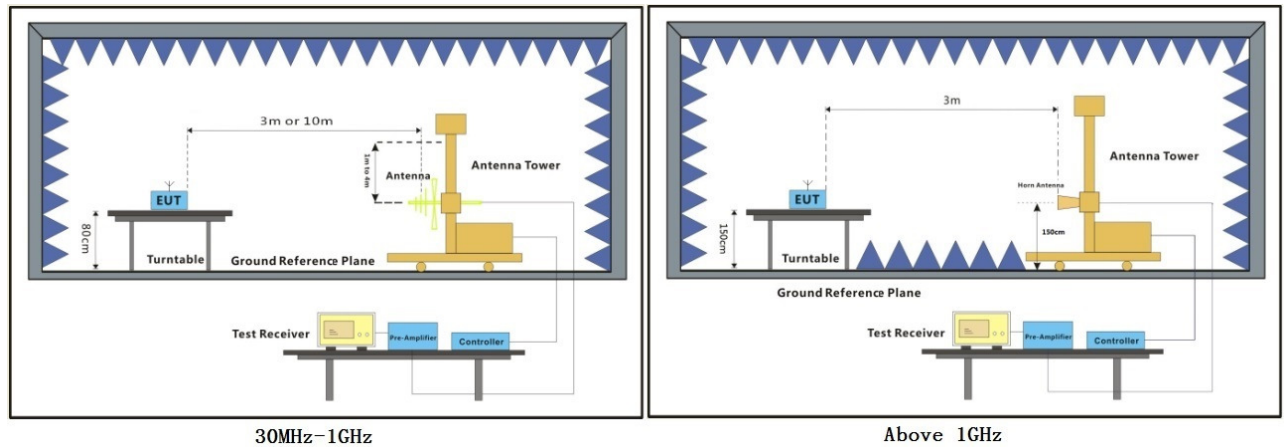 3m or 10m
1m to 4m
Antenna
Antenna Tower
EUT
80cm
Turntable
Ground Reference Plane
Test Receiver
Pre-Amplifier
Controller
30MHz-1GHz
3m
Antenna Tower
Horn Antenna
EUT
150cm
150cm
Turntable
Ground Reference Plane
Test Receiver
Pre-Amplifier
Controller
Above 1GHz